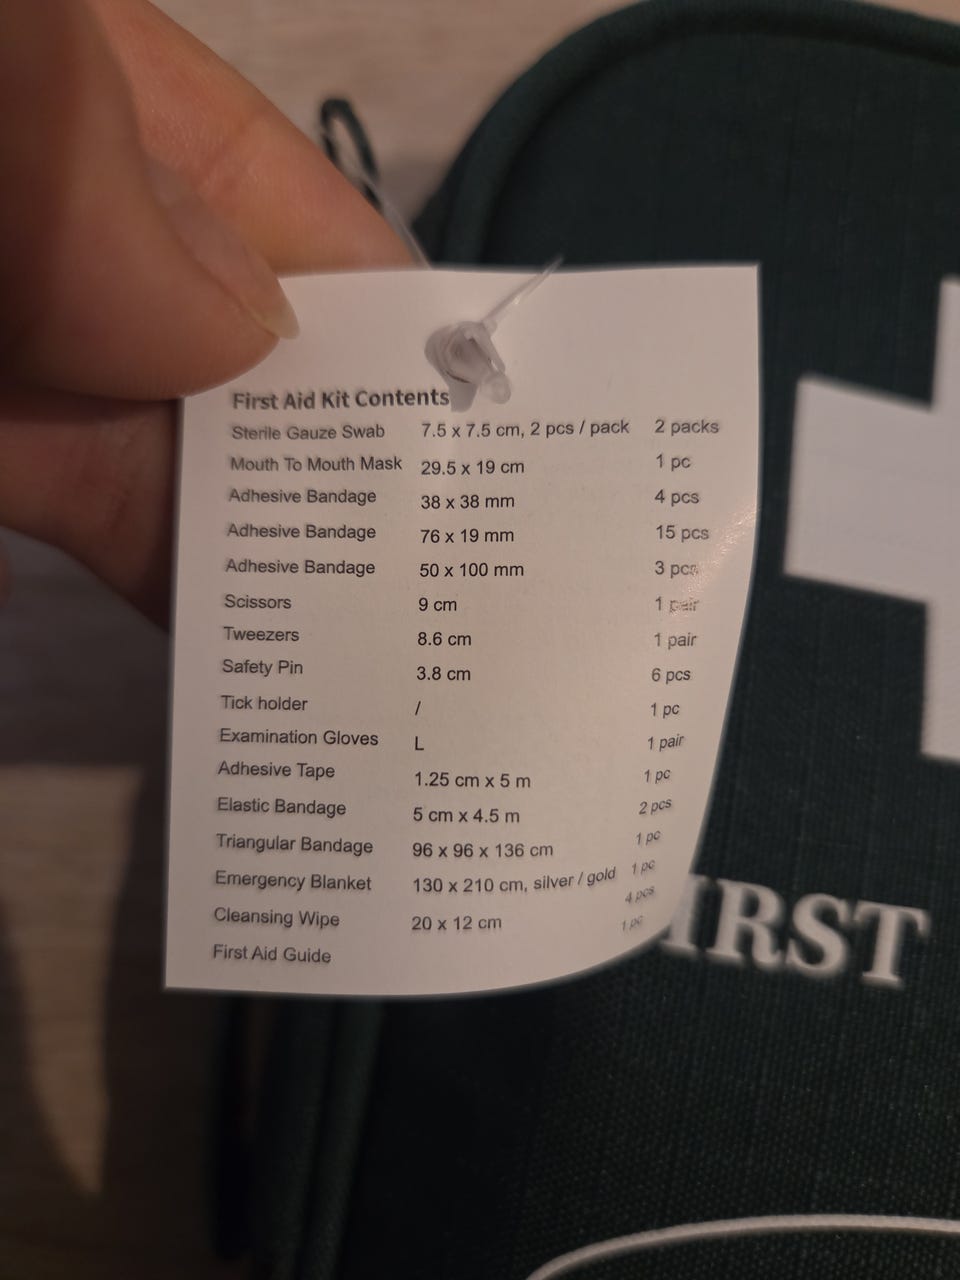 First Aid Kit Contents
Sterile Gauze Swab 7.5 x 7.5 cm, 2 pcs / pack 2 packs
Mouth To Mouth Mask 29.5 x 19 cm 1 pc
Adhesive Bandage 38 x 38 mm 4 pcs
Adhesive Bandage 76 x 19 mm 15 pcs
Adhesive Bandage 50 x 100 mm 3 pcs
Scissors 9 cm 1 pair
Tweezers 8.6 cm 1 pair
Safety Pin 3.8 cm 6 pcs
Tick holder / 1 pc
Examination Gloves L 1 pair
Adhesive Tape 1.25 cm x 5 m 1 pc
Elastic Bandage 5 cm x 4.5 m 2 pcs
Triangular Bandage 96 x 96 x 136 cm 1 pc
Emergency Blanket 130 x 210 cm, silver / gold 1 pc
Cleansing Wipe 20 x 12 cm 4 pcs
First Aid Guide 1 pc
IRST